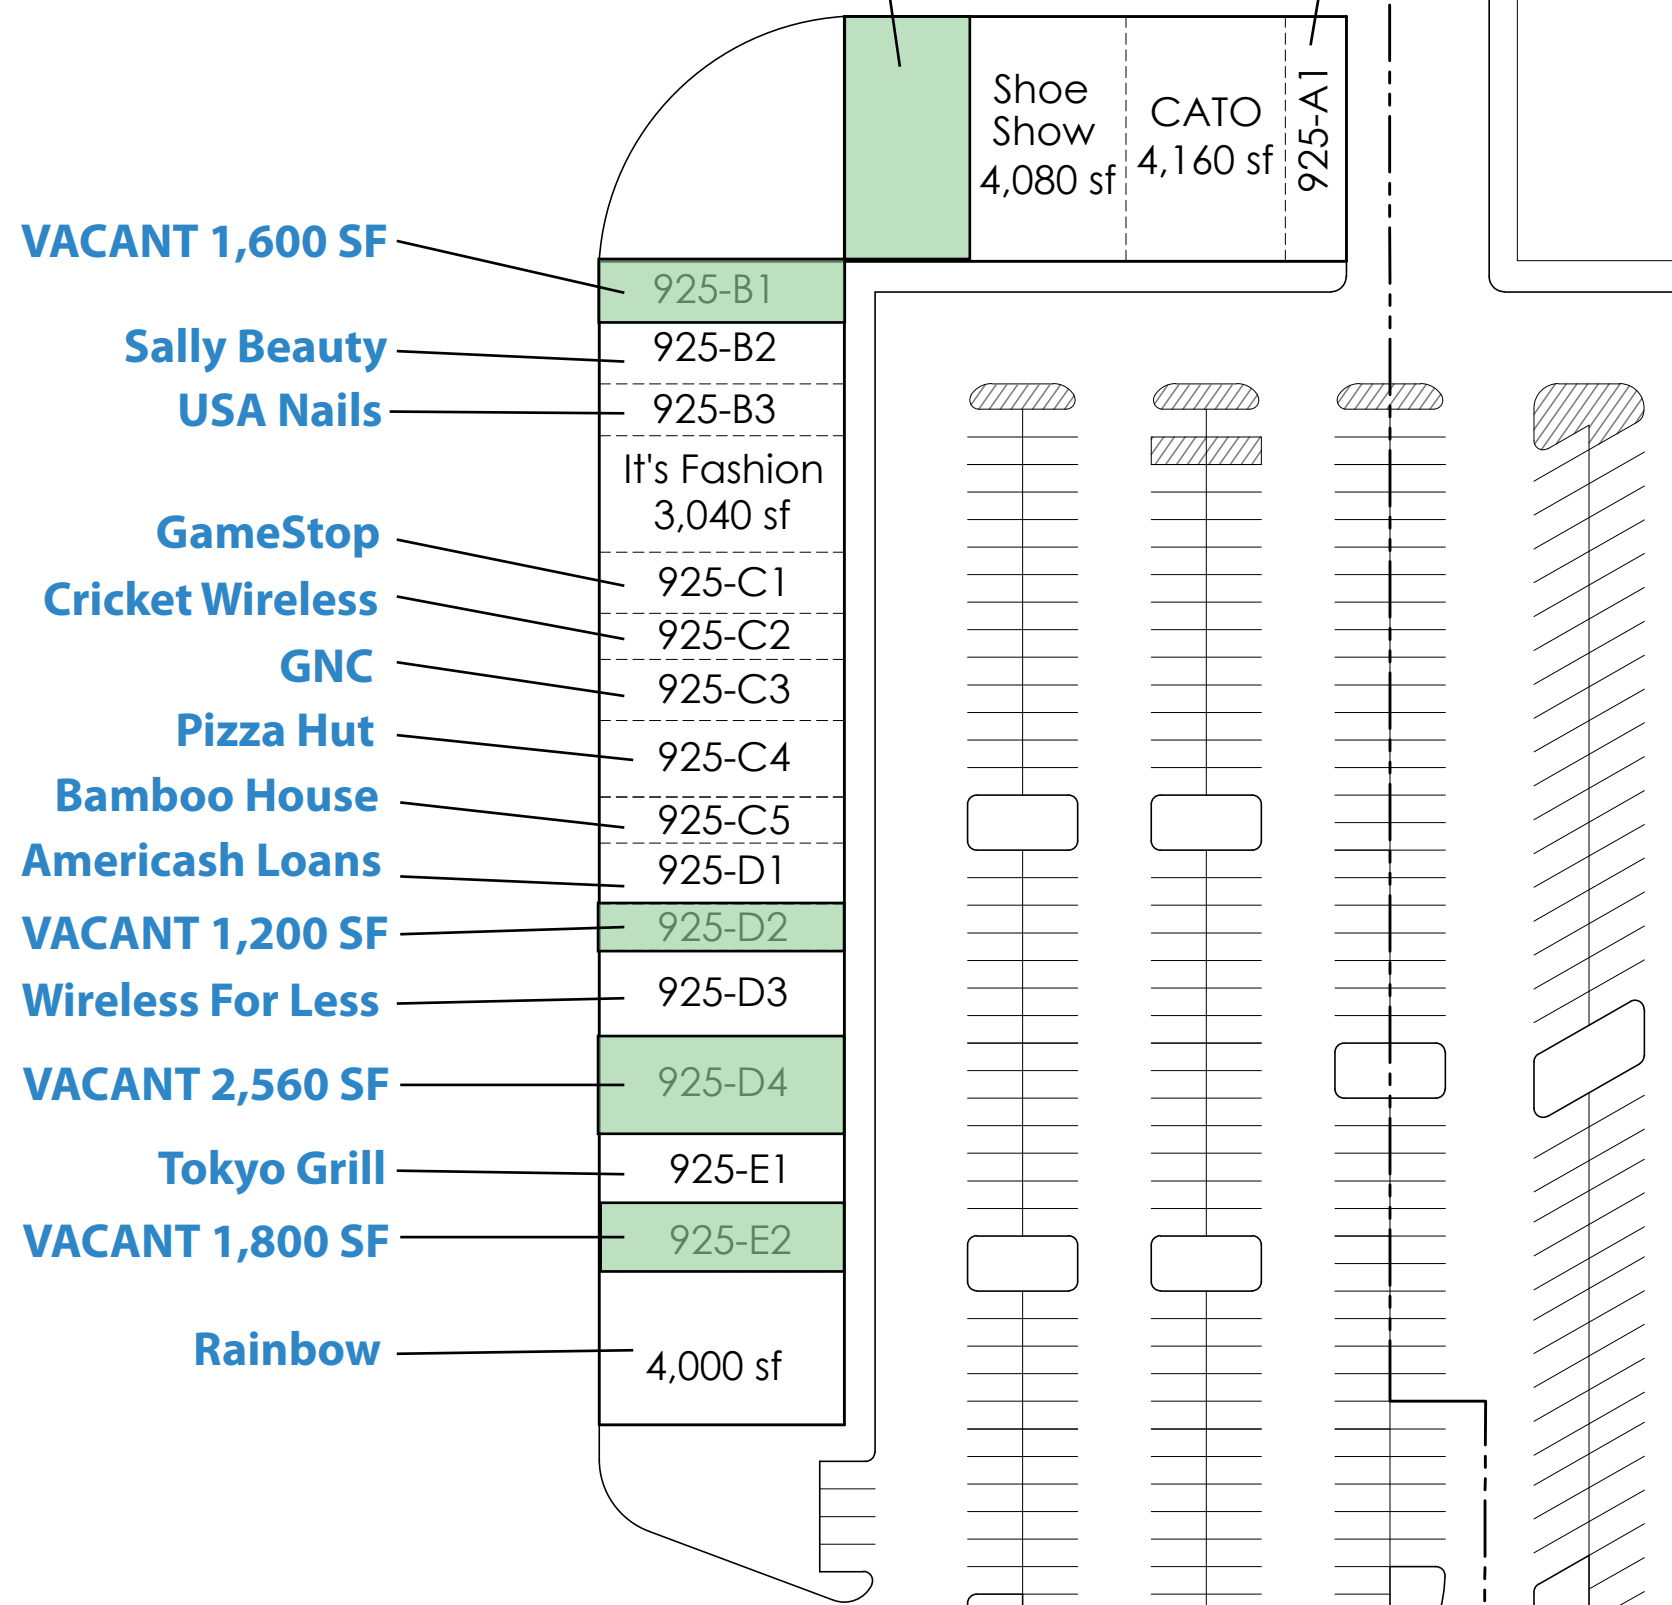 Shoe
Show
4,080 sf
CATO
4,160 sf
925-A1
VACANT 1,600 SF
925-B1
Sally Beauty
925-B2
USA Nails
925-B3
It's Fashion
3,040 sf
GameStop
925-C1
Cricket Wireless
925-C2
GNC
925-C3
Pizza Hut
925-C4
Bamboo House
925-C5
Americash Loans
925-D1
VACANT 1,200 SF
925-D2
Wireless For Less
925-D3
VACANT 2,560 SF
925-D4
Tokyo Grill
925-E1
VACANT 1,800 SF
925-E2
Rainbow
4,000 sf